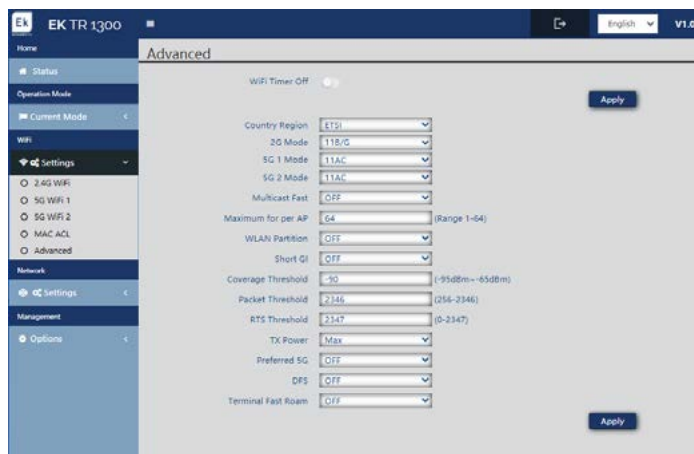 Ek
EK TR 1300
English
V1.0
Home
Status
Operation Mode
Current Mode
WiFi
Settings
2.4G WiFi
5G WiFi 1
5G WiFi 2
MAC ACL
Advanced
Network
Settings
Management
Options
Advanced
WiFi Timer Off
Apply
Country Region ETSI
2G Mode 11B/G
5G 1 Mode 11AC
5G 2 Mode 11AC
Multicast Fast OFF
Maximum for per AP 64 (Range 1~64)
WLAN Partition OFF
Short GI OFF
Coverage Threshold -90 (-95dBm~-65dBm)
Packet Threshold 2346 (256-2346)
RTS Threshold 2347 (0-2347)
TX Power Max
Preferred 5G OFF
DFS OFF
Terminal Fast Roam OFF
Apply